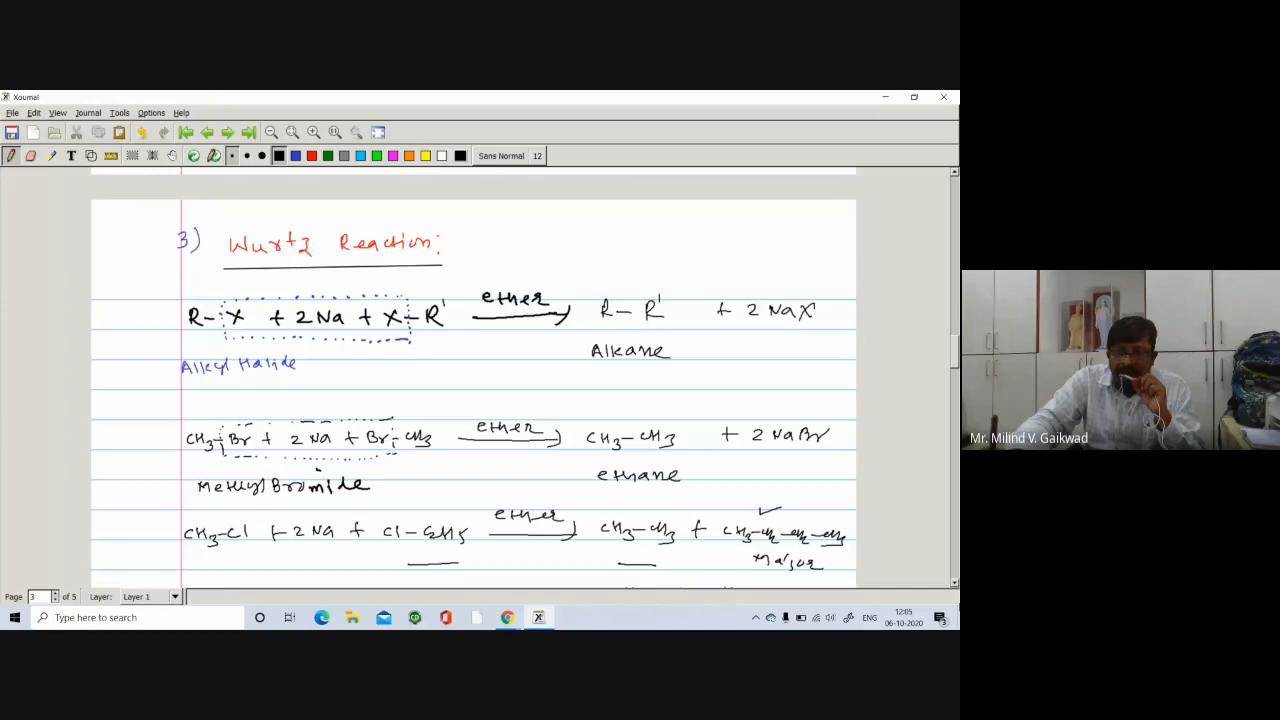 Xournal
File Edit View Journal Tools Options Help
Sans Normal 12
3) Wurtz Reaction:
R-X + 2Na + X-R' ether R-R' + 2NaX
Alkyl Halide Alkane
CH3-Br + 2Na + Br-CH3 ether CH3-CH3 + 2NaBr
Methyl Bromide ethane
CH3-Cl + 2Na + Cl-C2H5 ether CH3-CH3 + CH3-CH2-CH2-CH3
Major
Mr. Milind V. Gaikwad
Page 3 of 5 Layer: Layer 1
Type here to search
ENG 12:05
06-10-2020
3